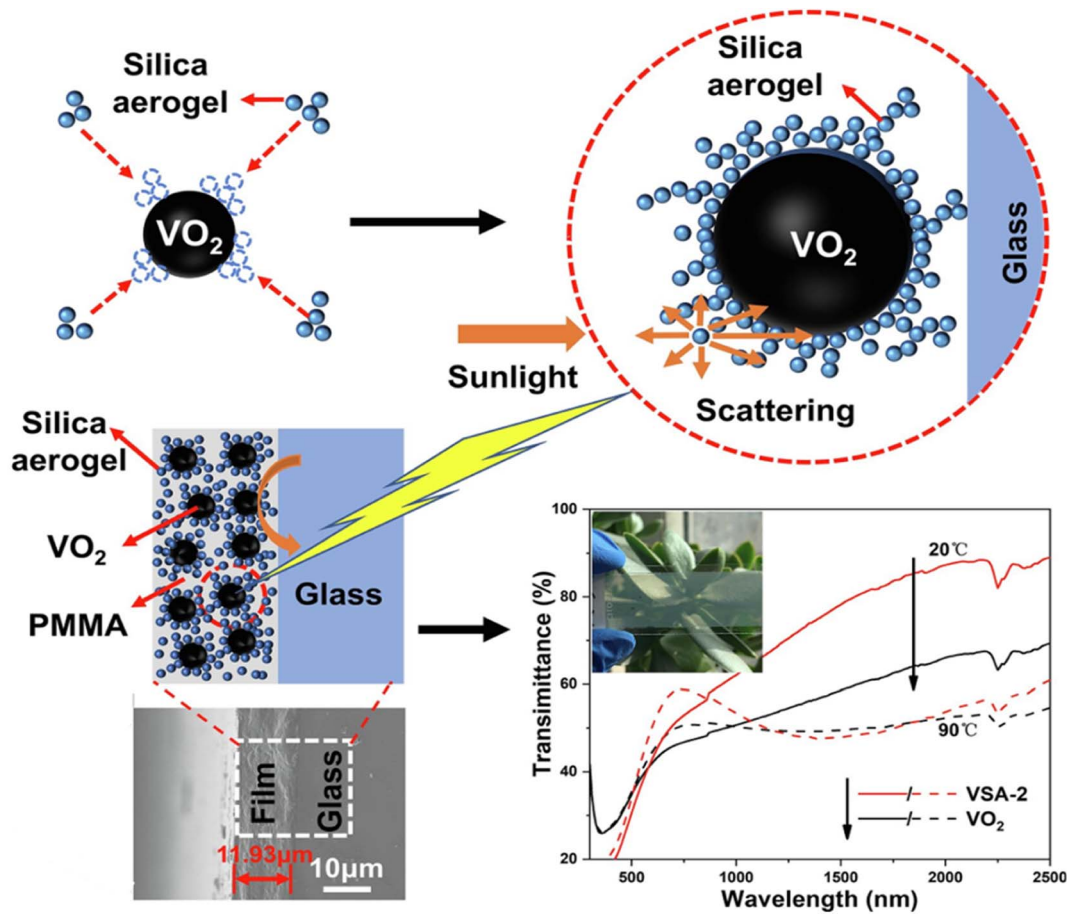 Silica
aerogel
VO₂
Silica
aerogel
VO₂
Glass
Sunlight
Scattering
Silica
aerogel
VO₂
PMMA
Glass
Film
Glass
11.93μm
10μm
Transimittance (%)
100
80
60
40
20
20℃
90℃
VSA-2
VO₂
500
1000
1500
2000
2500
Wavelength (nm)